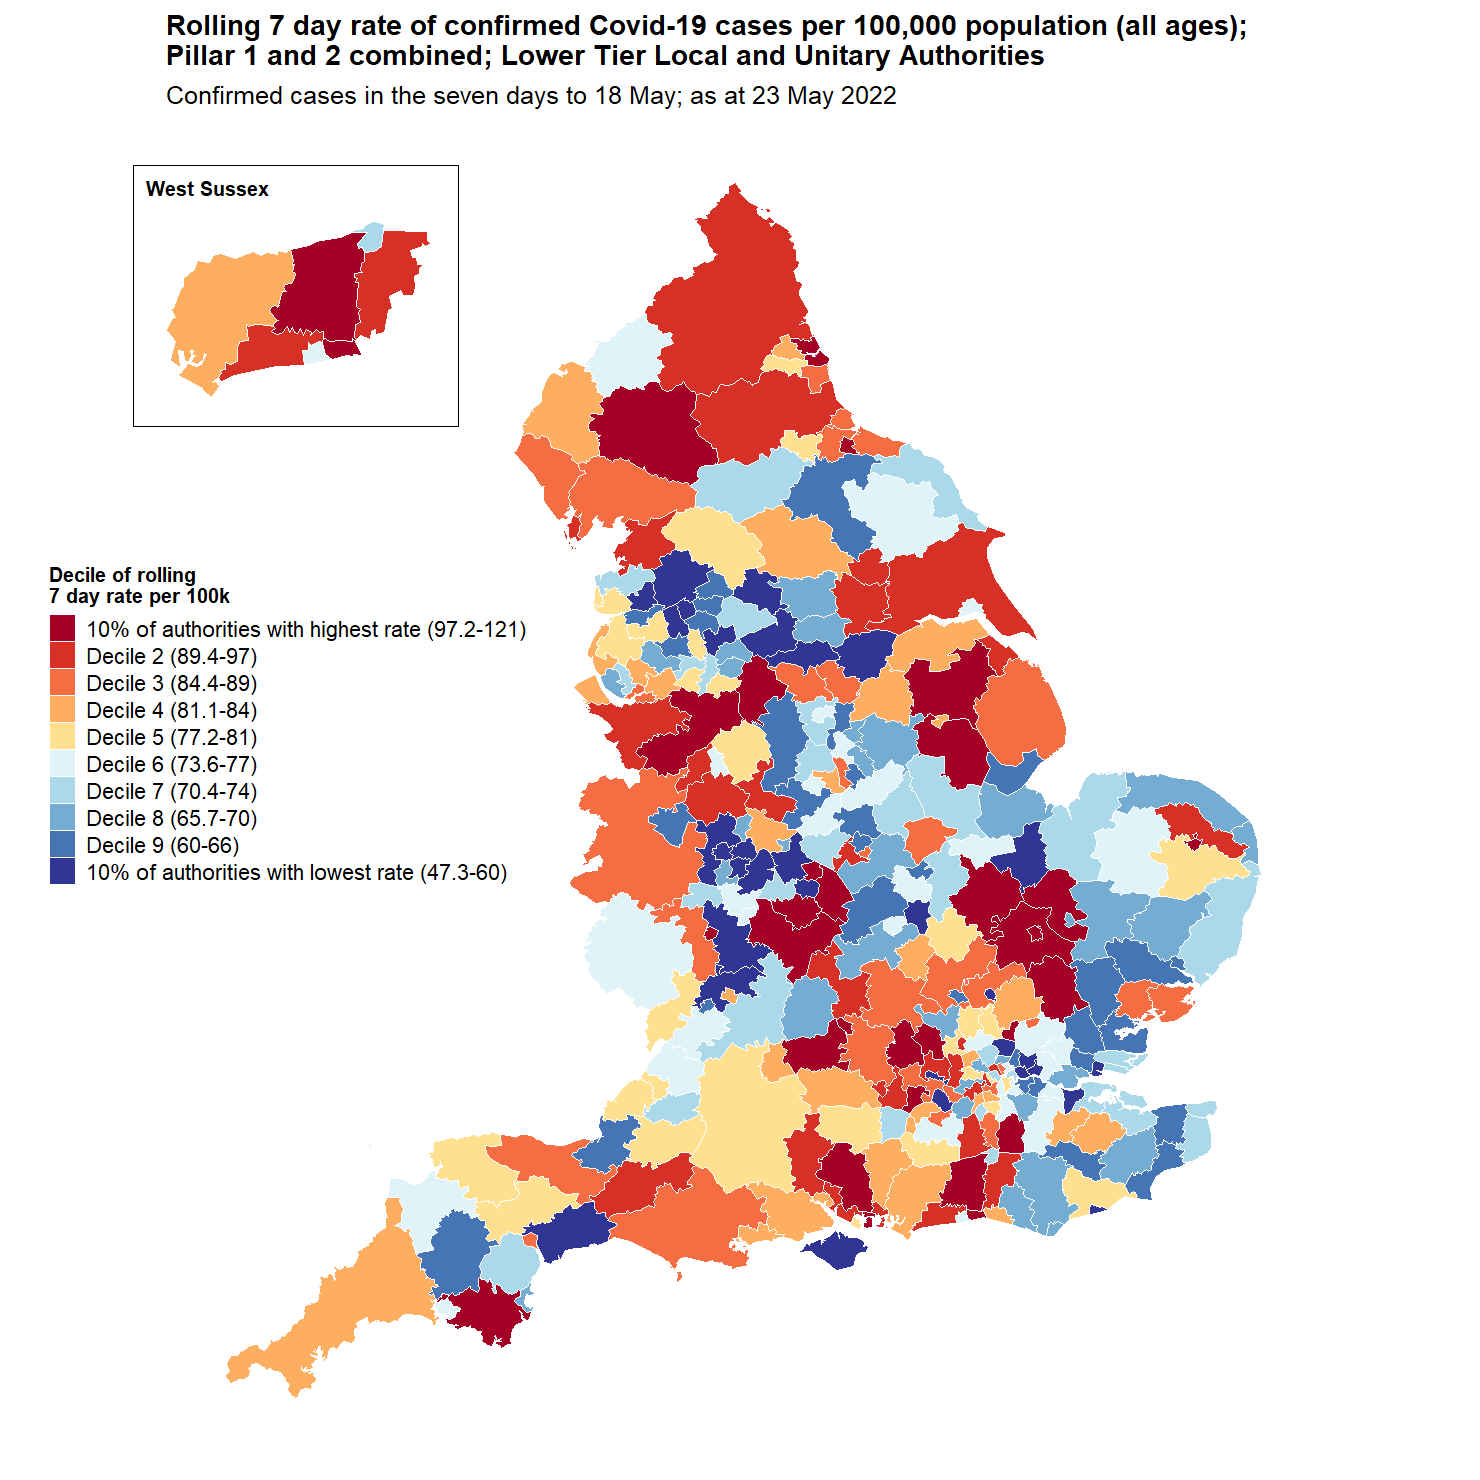 Rolling 7 day rate of confirmed Covid-19 cases per 100,000 population (all ages);
Pillar 1 and 2 combined; Lower Tier Local and Unitary Authorities
Confirmed cases in the seven days to 18 May; as at 23 May 2022
West Sussex
Decile of rolling
7 day rate per 100k
10% of authorities with highest rate (97.2-121)
Decile 2 (89.4-97)
Decile 3 (84.4-89)
Decile 4 (81.1-84)
Decile 5 (77.2-81)
Decile 6 (73.6-77)
Decile 7 (70.4-74)
Decile 8 (65.7-70)
Decile 9 (60-66)
10% of authorities with lowest rate (47.3-60)